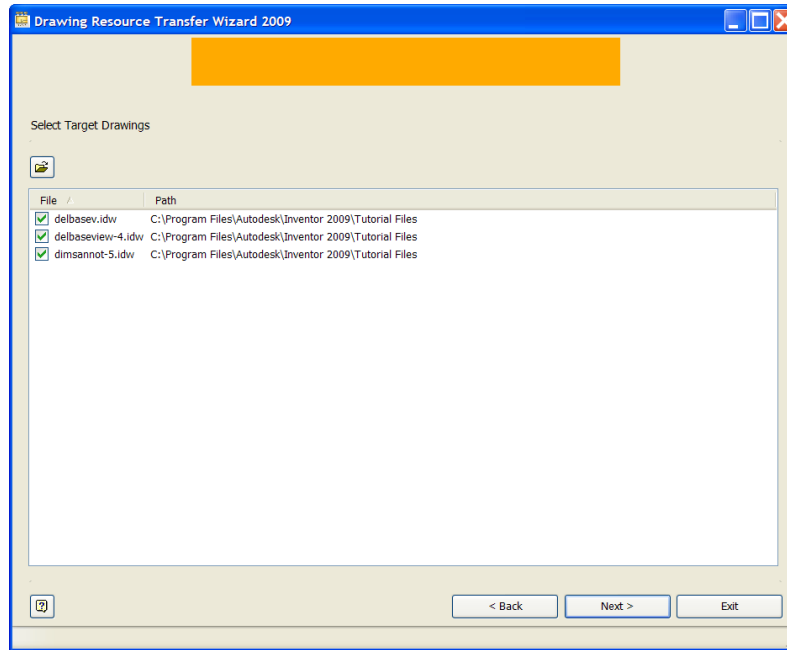 Drawing Resource Transfer Wizard 2009
Select Target Drawings
File Path
delbasev.idw C:\Program Files\Autodesk\Inventor 2009\Tutorial Files
delbaseview-4.idw C:\Program Files\Autodesk\Inventor 2009\Tutorial Files
dimsannot-5.idw C:\Program Files\Autodesk\Inventor 2009\Tutorial Files
< Back Next > Exit